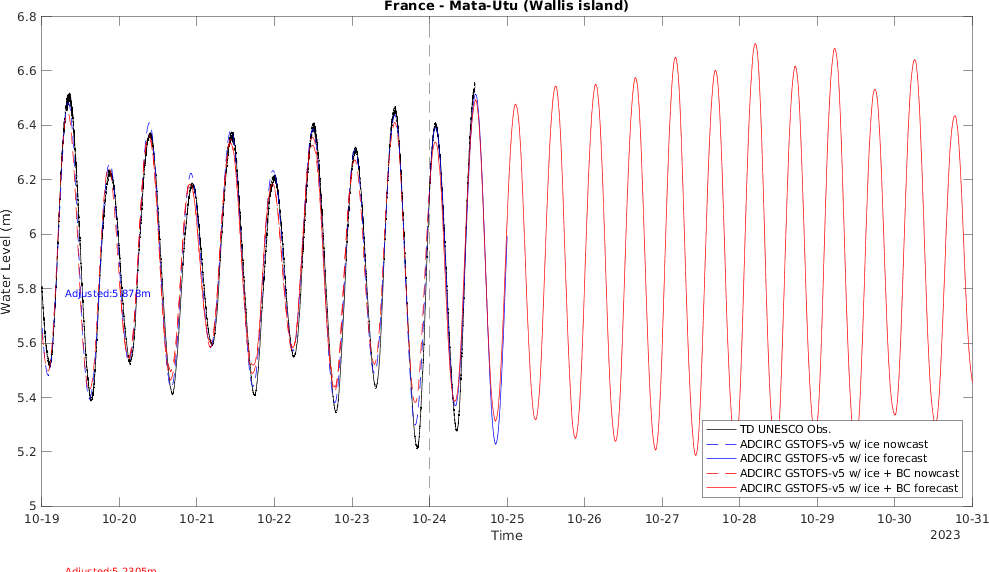 France - Mata-Utu (Wallis island)
6.8
6.6
6.4
6.2
6
5.8
5.6
5.4
5.2
5
Water Level (m)
Adjusted:5.878m
TD UNESCO Obs.
ADCIRC GSTOFS-v5 w/ ice nowcast
ADCIRC GSTOFS-v5 w/ ice forecast
ADCIRC GSTOFS-v5 w/ ice + BC nowcast
ADCIRC GSTOFS-v5 w/ ice + BC forecast
10-19 10-20 10-21 10-22 10-23 10-24 10-25 10-26 10-27 10-28 10-29 10-30 10-31
Time
2023
Adjusted:5.2305m